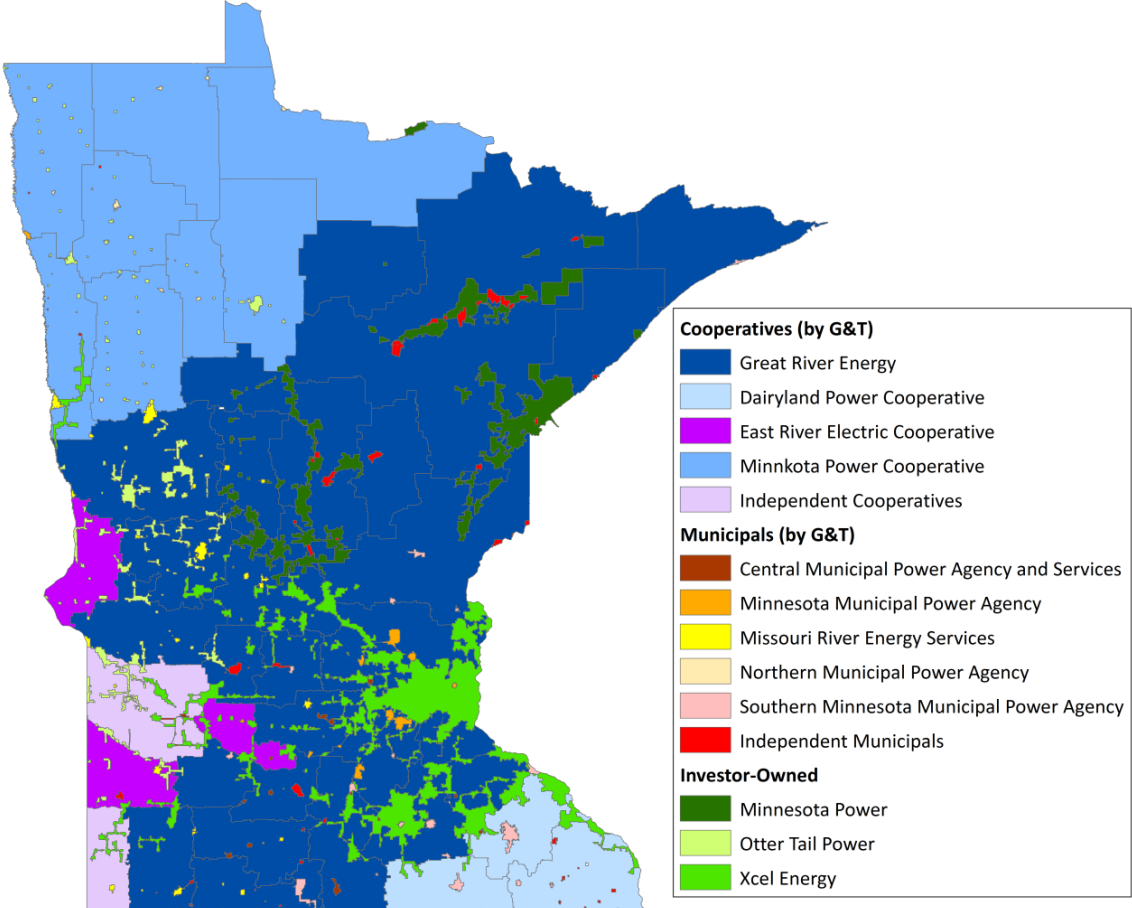 Cooperatives (by G&T)
Great River Energy
Dairyland Power Cooperative
East River Electric Cooperative
Minnkota Power Cooperative
Independent Cooperatives
Municipals (by G&T)
Central Municipal Power Agency and Services
Minnesota Municipal Power Agency
Missouri River Energy Services
Northern Municipal Power Agency
Southern Minnesota Municipal Power Agency
Independent Municipals
Investor-Owned
Minnesota Power
Otter Tail Power
Xcel Energy